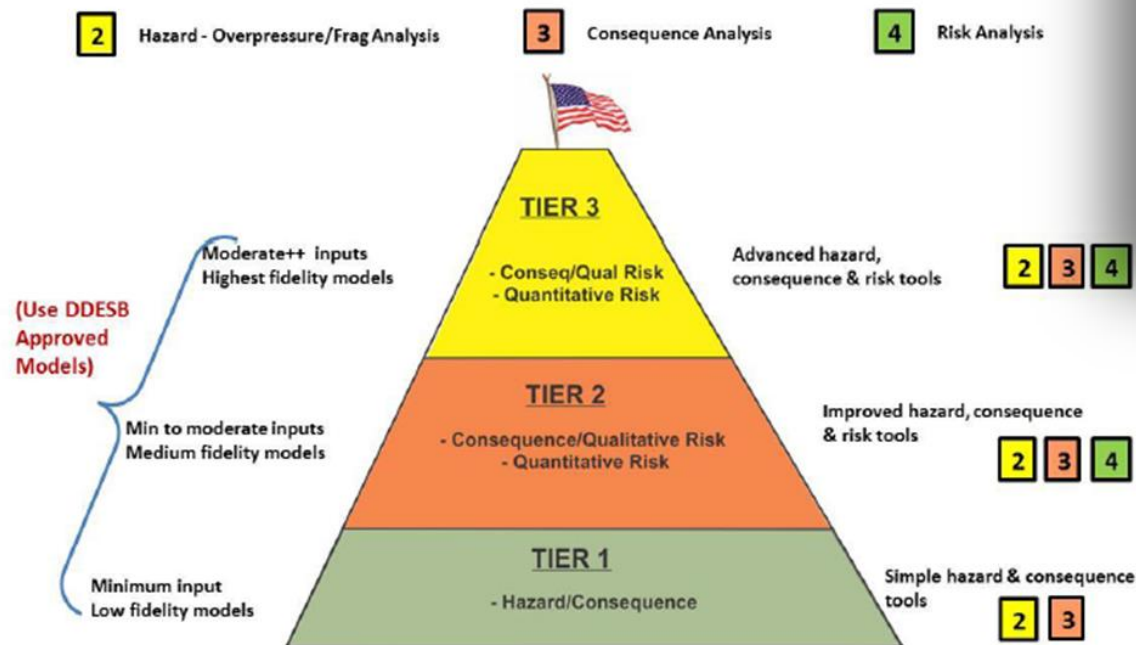 2 Hazard - Overpressure/Frag Analysis
3 Consequence Analysis
4 Risk Analysis
TIER 3
- Conseq/Qual Risk
- Quantitative Risk
Moderate++ inputs
Highest fidelity models
Advanced hazard,
consequence & risk tools
2 3 4
(Use DDESB
Approved
Models)
TIER 2
- Consequence/Qualitative Risk
- Quantitative Risk
Min to moderate inputs
Medium fidelity models
Improved hazard, consequence
& risk tools
2 3 4
TIER 1
- Hazard/Consequence
Minimum input
Low fidelity models
Simple hazard & consequence
tools
2 3